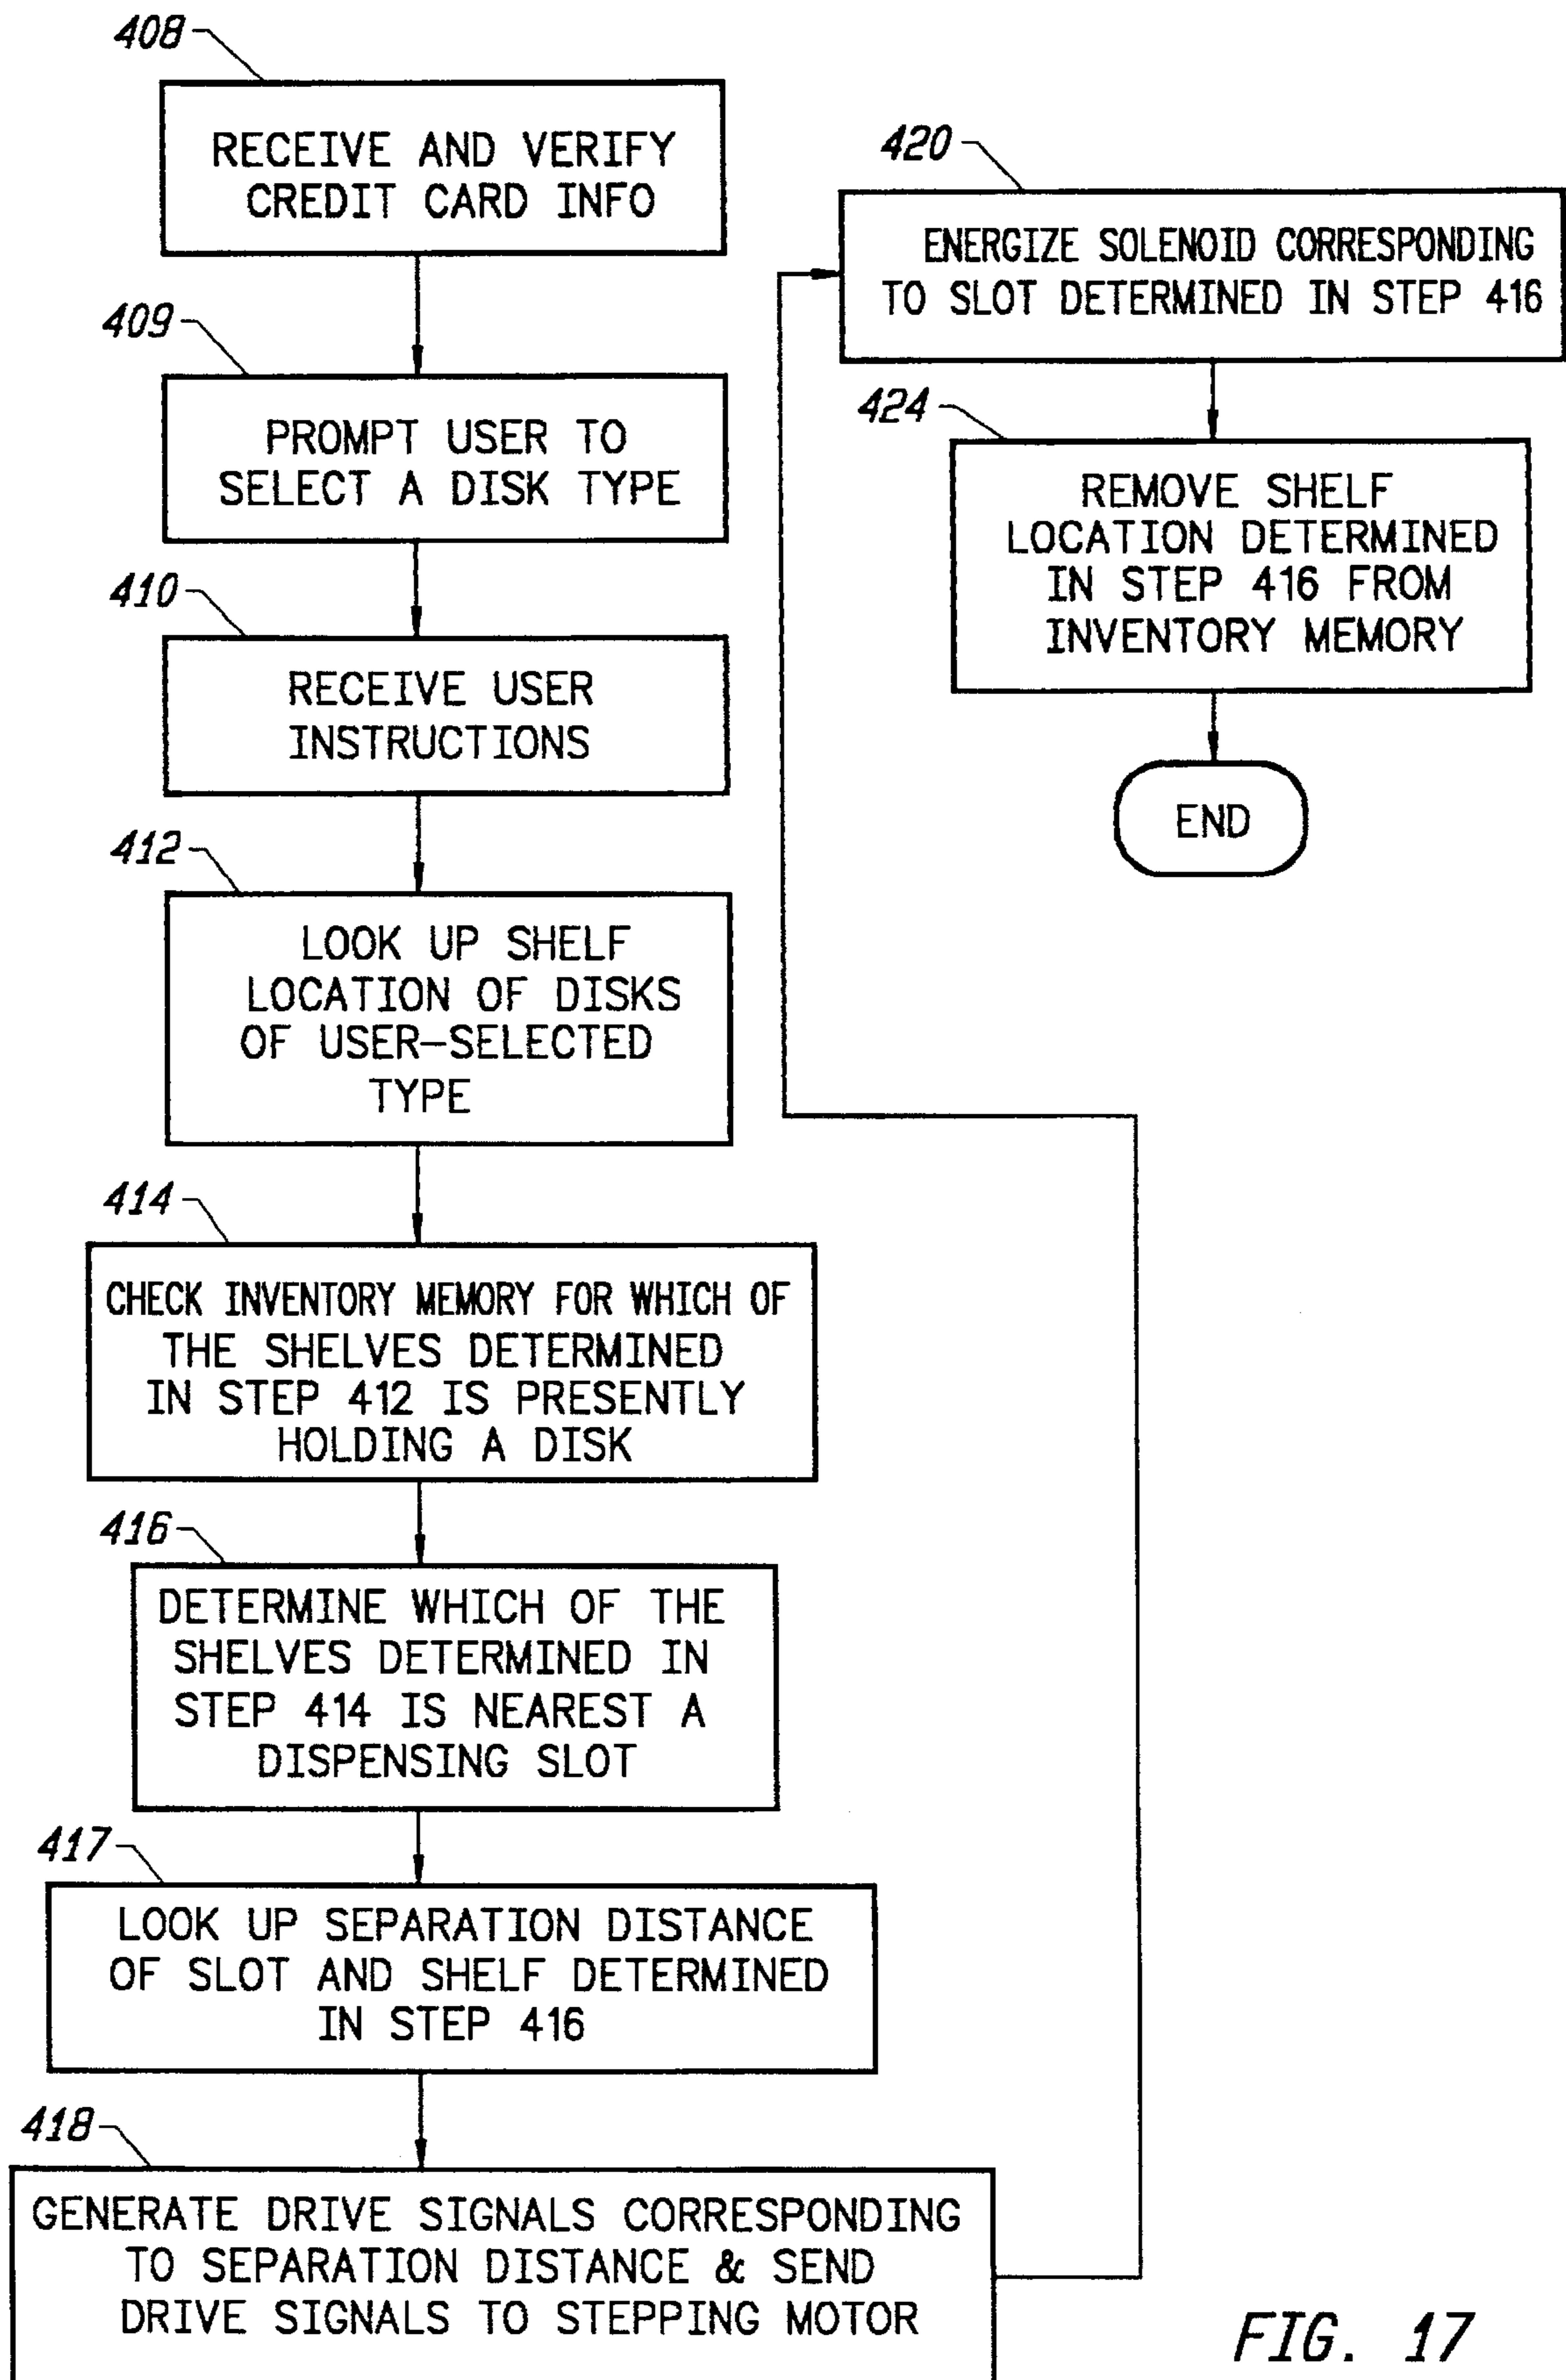 408
RECEIVE AND VERIFY
CREDIT CARD INFO
409
PROMPT USER TO
SELECT A DISK TYPE
410
RECEIVE USER
INSTRUCTIONS
412
LOOK UP SHELF
LOCATION OF DISKS
OF USER-SELECTED
TYPE
414
CHECK INVENTORY MEMORY FOR WHICH OF
THE SHELVES DETERMINED
IN STEP 412 IS PRESENTLY
HOLDING A DISK
416
DETERMINE WHICH OF THE
SHELVES DETERMINED IN
STEP 414 IS NEAREST A
DISPENSING SLOT
417
LOOK UP SEPARATION DISTANCE
OF SLOT AND SHELF DETERMINED
IN STEP 416
418
GENERATE DRIVE SIGNALS CORRESPONDING
TO SEPARATION DISTANCE & SEND
DRIVE SIGNALS TO STEPPING MOTOR
420
ENERGIZE SOLENOID CORRESPONDING
TO SLOT DETERMINED IN STEP 416
424
REMOVE SHELF
LOCATION DETERMINED
IN STEP 416 FROM
INVENTORY MEMORY
END
FIG. 17